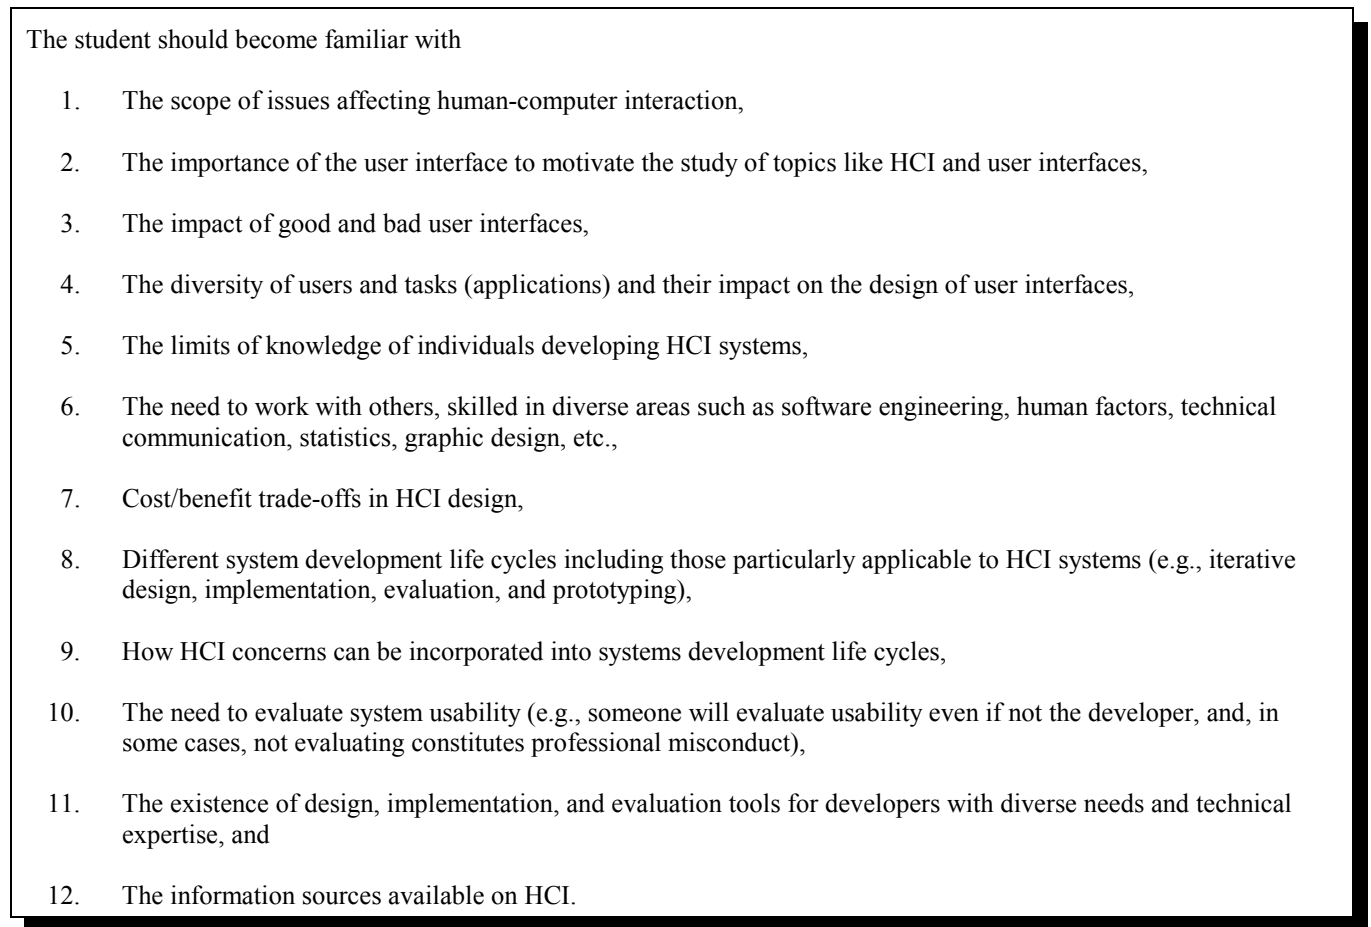 The student should become familiar with
1. The scope of issues affecting human-computer interaction,
2. The importance of the user interface to motivate the study of topics like HCI and user interfaces,
3. The impact of good and bad user interfaces,
4. The diversity of users and tasks (applications) and their impact on the design of user interfaces,
5. The limits of knowledge of individuals developing HCI systems,
6. The need to work with others, skilled in diverse areas such as software engineering, human factors, technical
communication, statistics, graphic design, etc.,
7. Cost/benefit trade-offs in HCI design,
8. Different system development life cycles including those particularly applicable to HCI systems (e.g., iterative
design, implementation, evaluation, and prototyping),
9. How HCI concerns can be incorporated into systems development life cycles,
10. The need to evaluate system usability (e.g., someone will evaluate usability even if not the developer, and, in
some cases, not evaluating constitutes professional misconduct),
11. The existence of design, implementation, and evaluation tools for developers with diverse needs and technical
expertise, and
12. The information sources available on HCI.